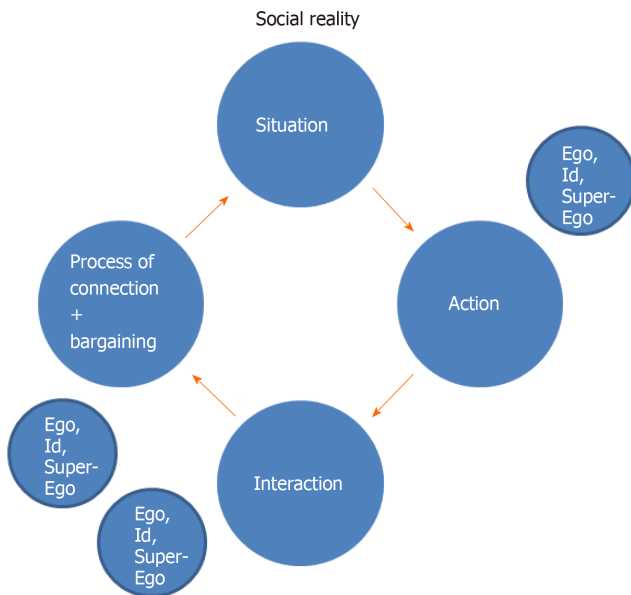 Social reality
Situation
Ego,
Id,
Super-
Ego
Process of
connection
+
bargaining
Action
Ego,
Id,
Super-
Ego
Interaction
Ego,
Id,
Super-
Ego